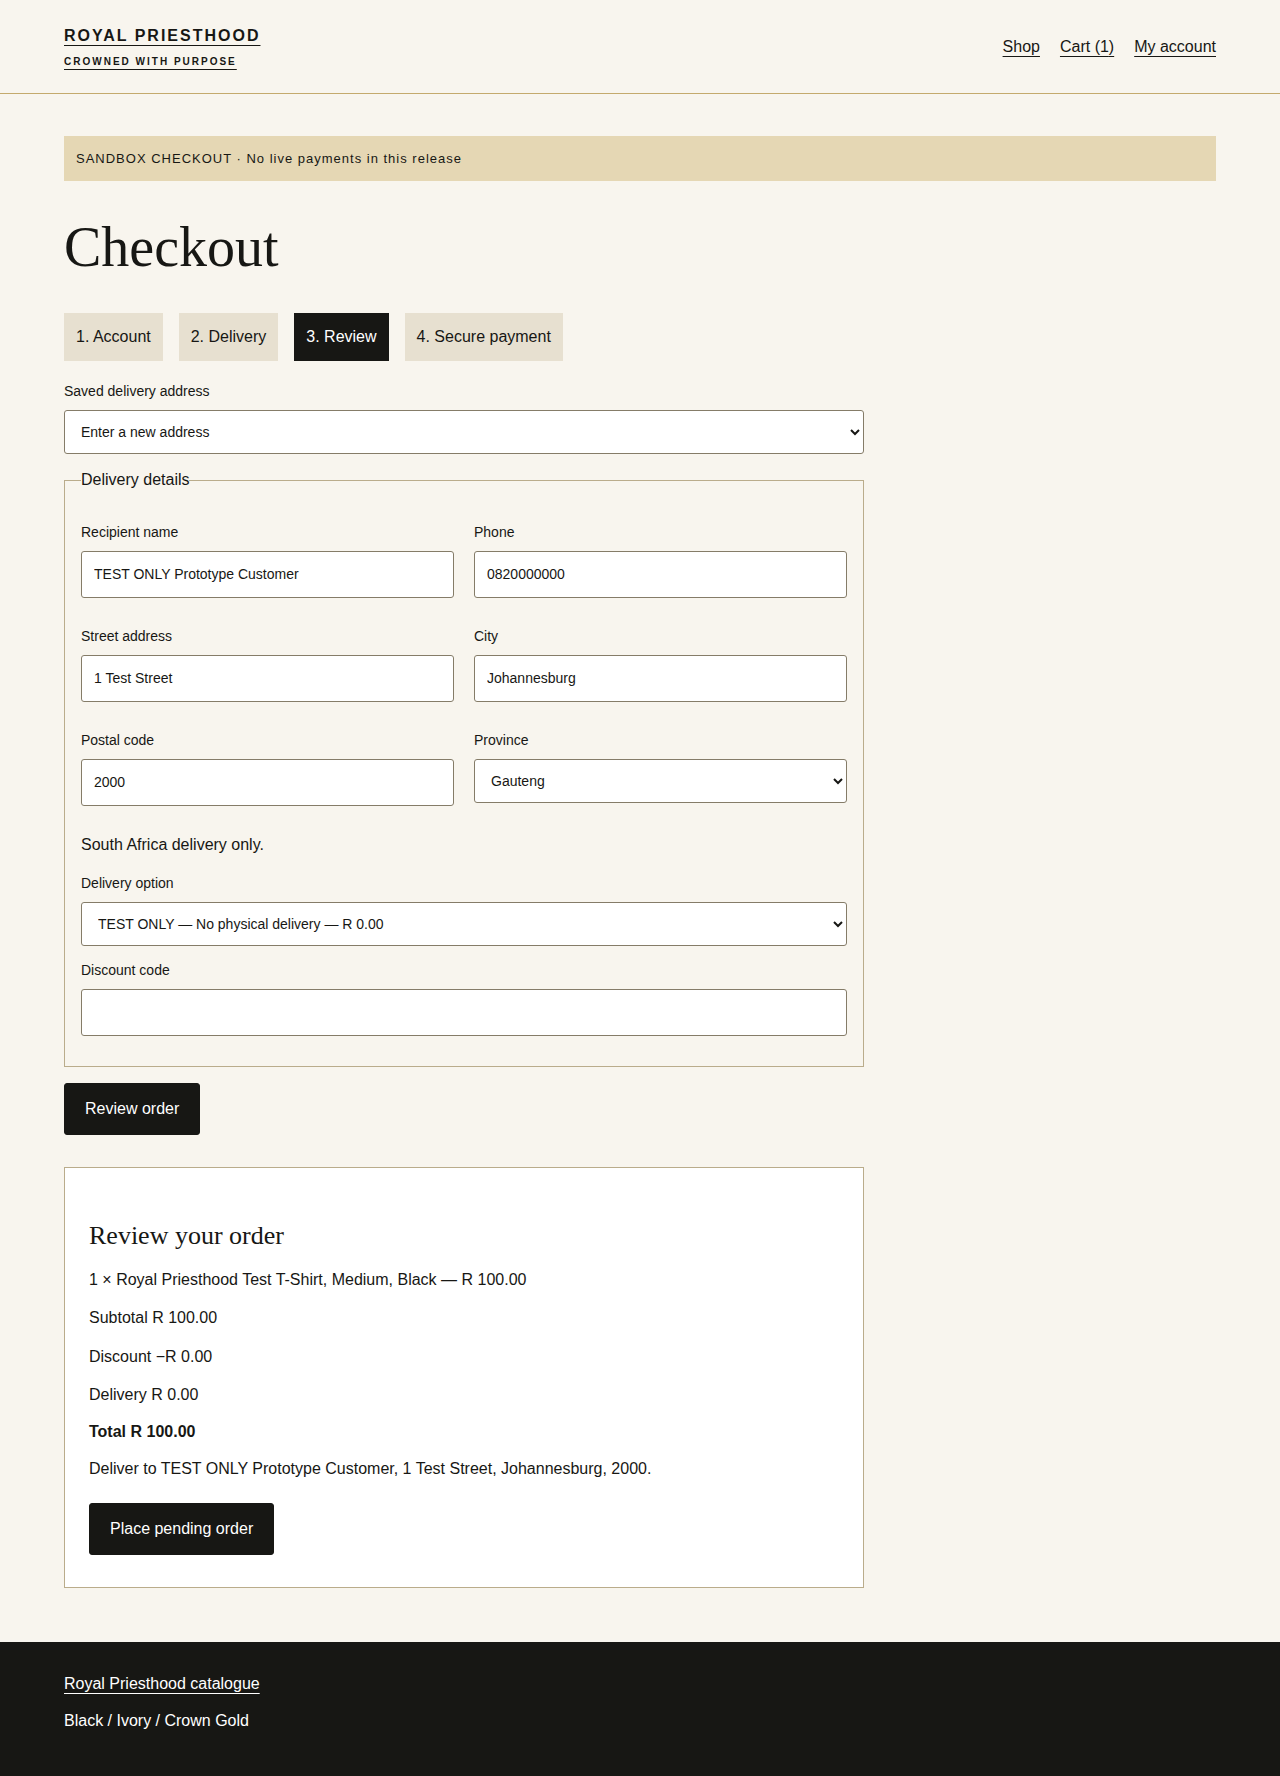 ROYAL PRIESTHOOD
CROWNED WITH PURPOSE
Shop Cart (1) My account
SANDBOX CHECKOUT · No live payments in this release
Checkout
1. Account 2. Delivery 3. Review 4. Secure payment
Saved delivery address
Enter a new address
Delivery details
Recipient name Phone
TEST ONLY Prototype Customer 0820000000
Street address City
1 Test Street Johannesburg
Postal code Province
2000 Gauteng
South Africa delivery only.
Delivery option
TEST ONLY — No physical delivery — R 0.00
Discount code
Review order
Review your order
1 × Royal Priesthood Test T-Shirt, Medium, Black — R 100.00
Subtotal R 100.00
Discount −R 0.00
Delivery R 0.00
Total R 100.00
Deliver to TEST ONLY Prototype Customer, 1 Test Street, Johannesburg, 2000.
Place pending order
Royal Priesthood catalogue
Black / Ivory / Crown Gold